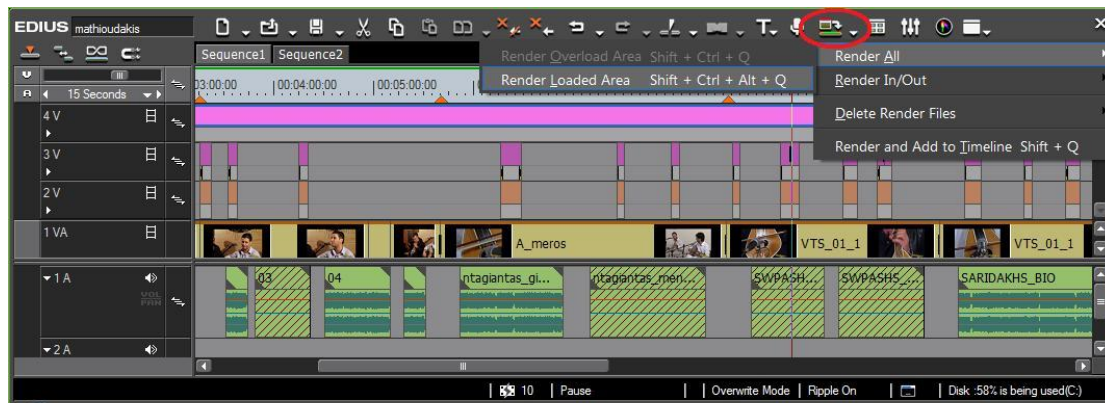 EDIUS mathioudakis
Sequence1 Sequence2
Render Overload Area Shift + Ctrl + Q
Render All
Render Loaded Area Shift + Ctrl + Alt + Q
Render In/Out
Delete Render Files
Render and Add to Timeline Shift + Q
15 Seconds
03:00:00 00:04:00:00 00:05:00:00
4 V
3 V
2 V
1 VA
A_meros VTS_01_1 VTS_01_1
1 A
03 04 ntagiantas_gi... ntagiantas_men... SWPASH... SWPASHS_... SARIDAKHS_BIO
VOL
PAN
2 A
10 Pause Overwrite Mode Ripple On Disk :58% is being used(C:)